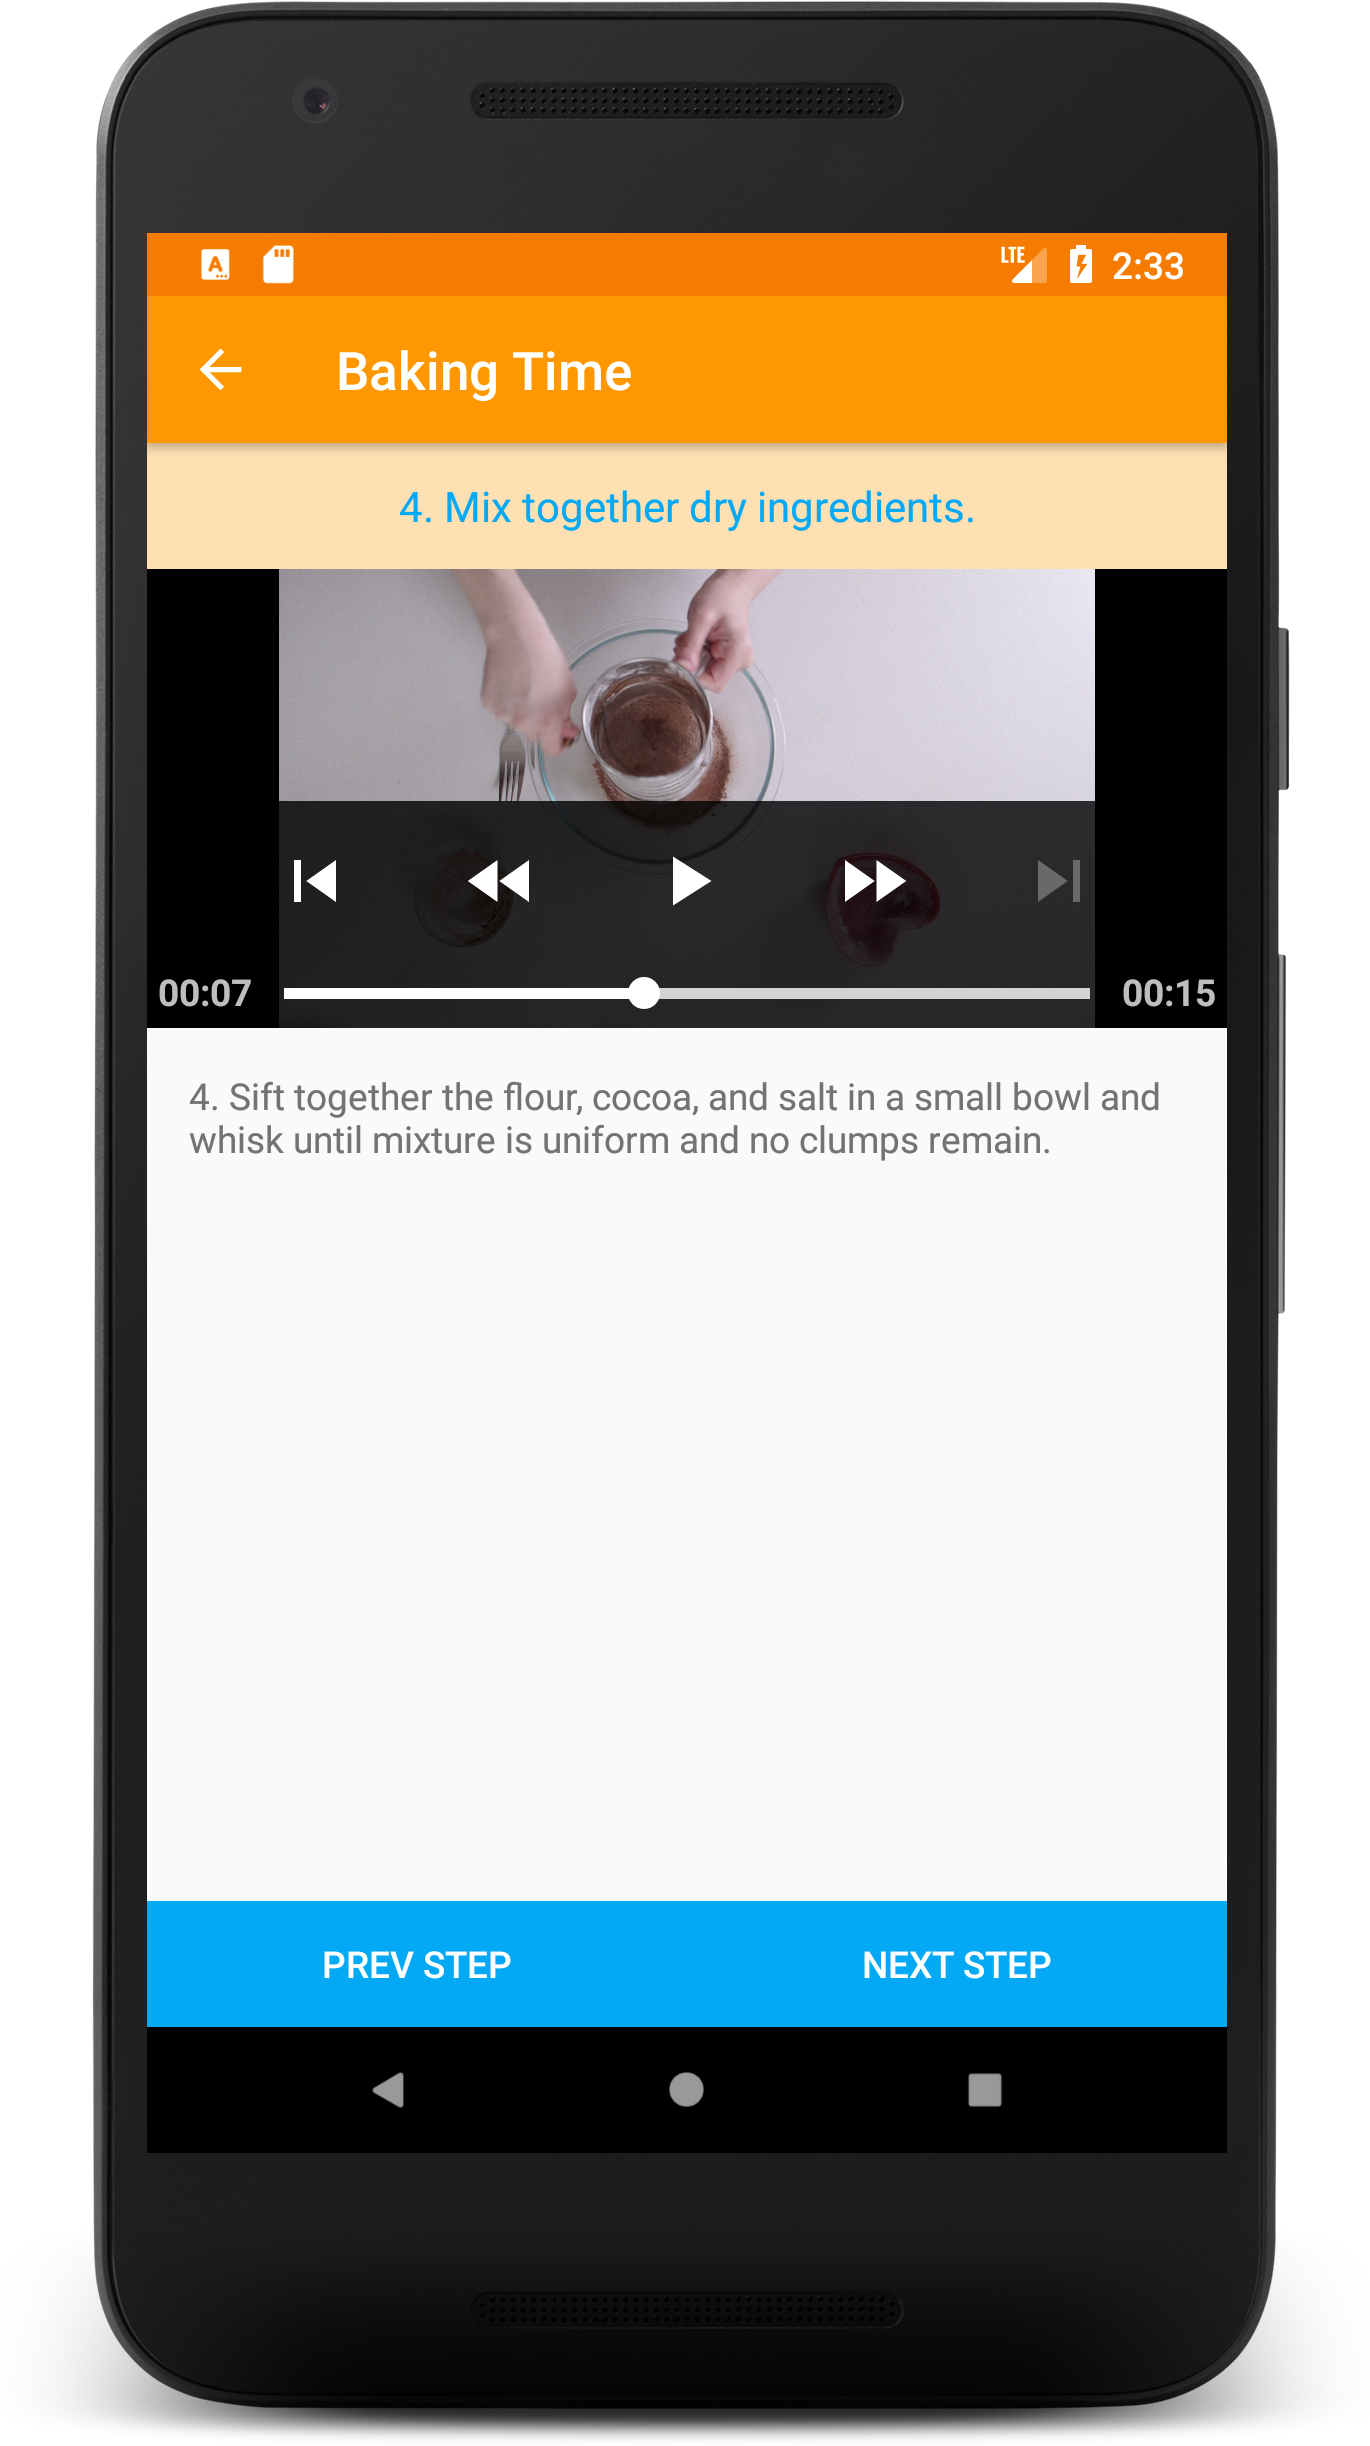 A
LTE
2:33
Baking Time
4. Mix together dry ingredients.
00:07
00:15
4. Sift together the flour, cocoa, and salt in a small bowl and
whisk until mixture is uniform and no clumps remain.
PREV STEP
NEXT STEP